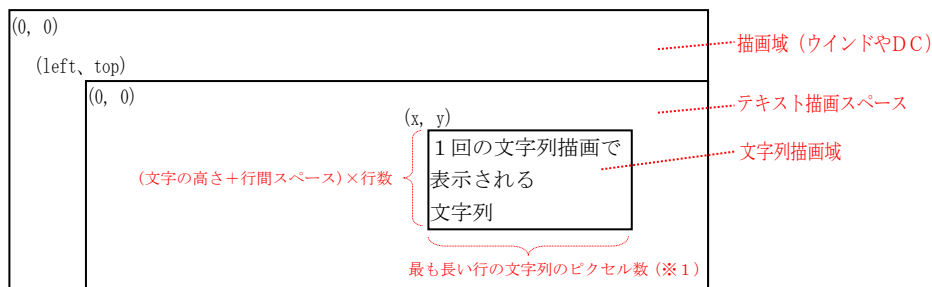 (0, 0)
描画域（ウインドやＤＣ）
(left、top)
(0, 0)
テキスト描画スペース
(x, y)
１回の文字列描画で
表示される
文字列
文字列描画域
(文字の高さ＋行間スペース)×行数
最も長い行の文字列のピクセル数（※１）